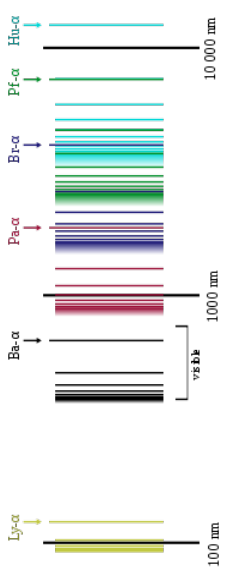 Hu-α
10 000 nm
Pf-α
Br-α
Pa-α
1000 nm
Ba-α
visible
Ly-α
100 nm